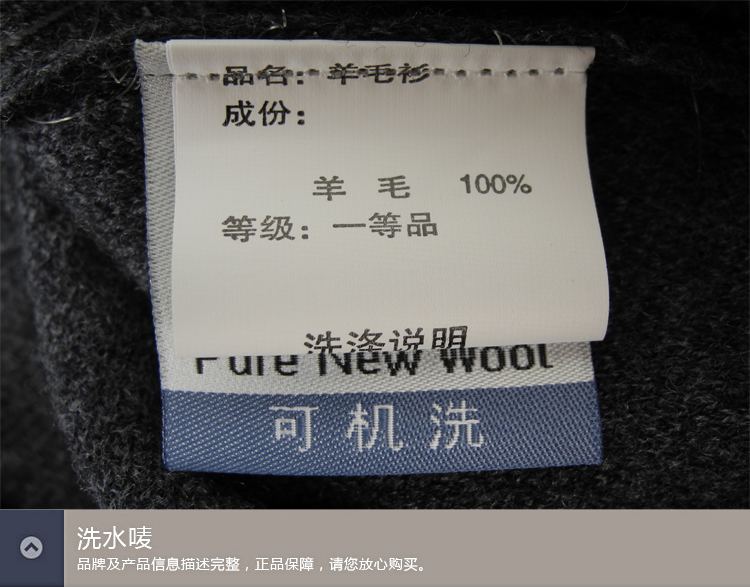 品名：羊毛衫
成份：
羊 毛 100%
等级：一等品
洗涤说明
Pure New Wool
可机洗
洗水唛
品牌及产品信息描述完整，正品保障，请您放心购买。